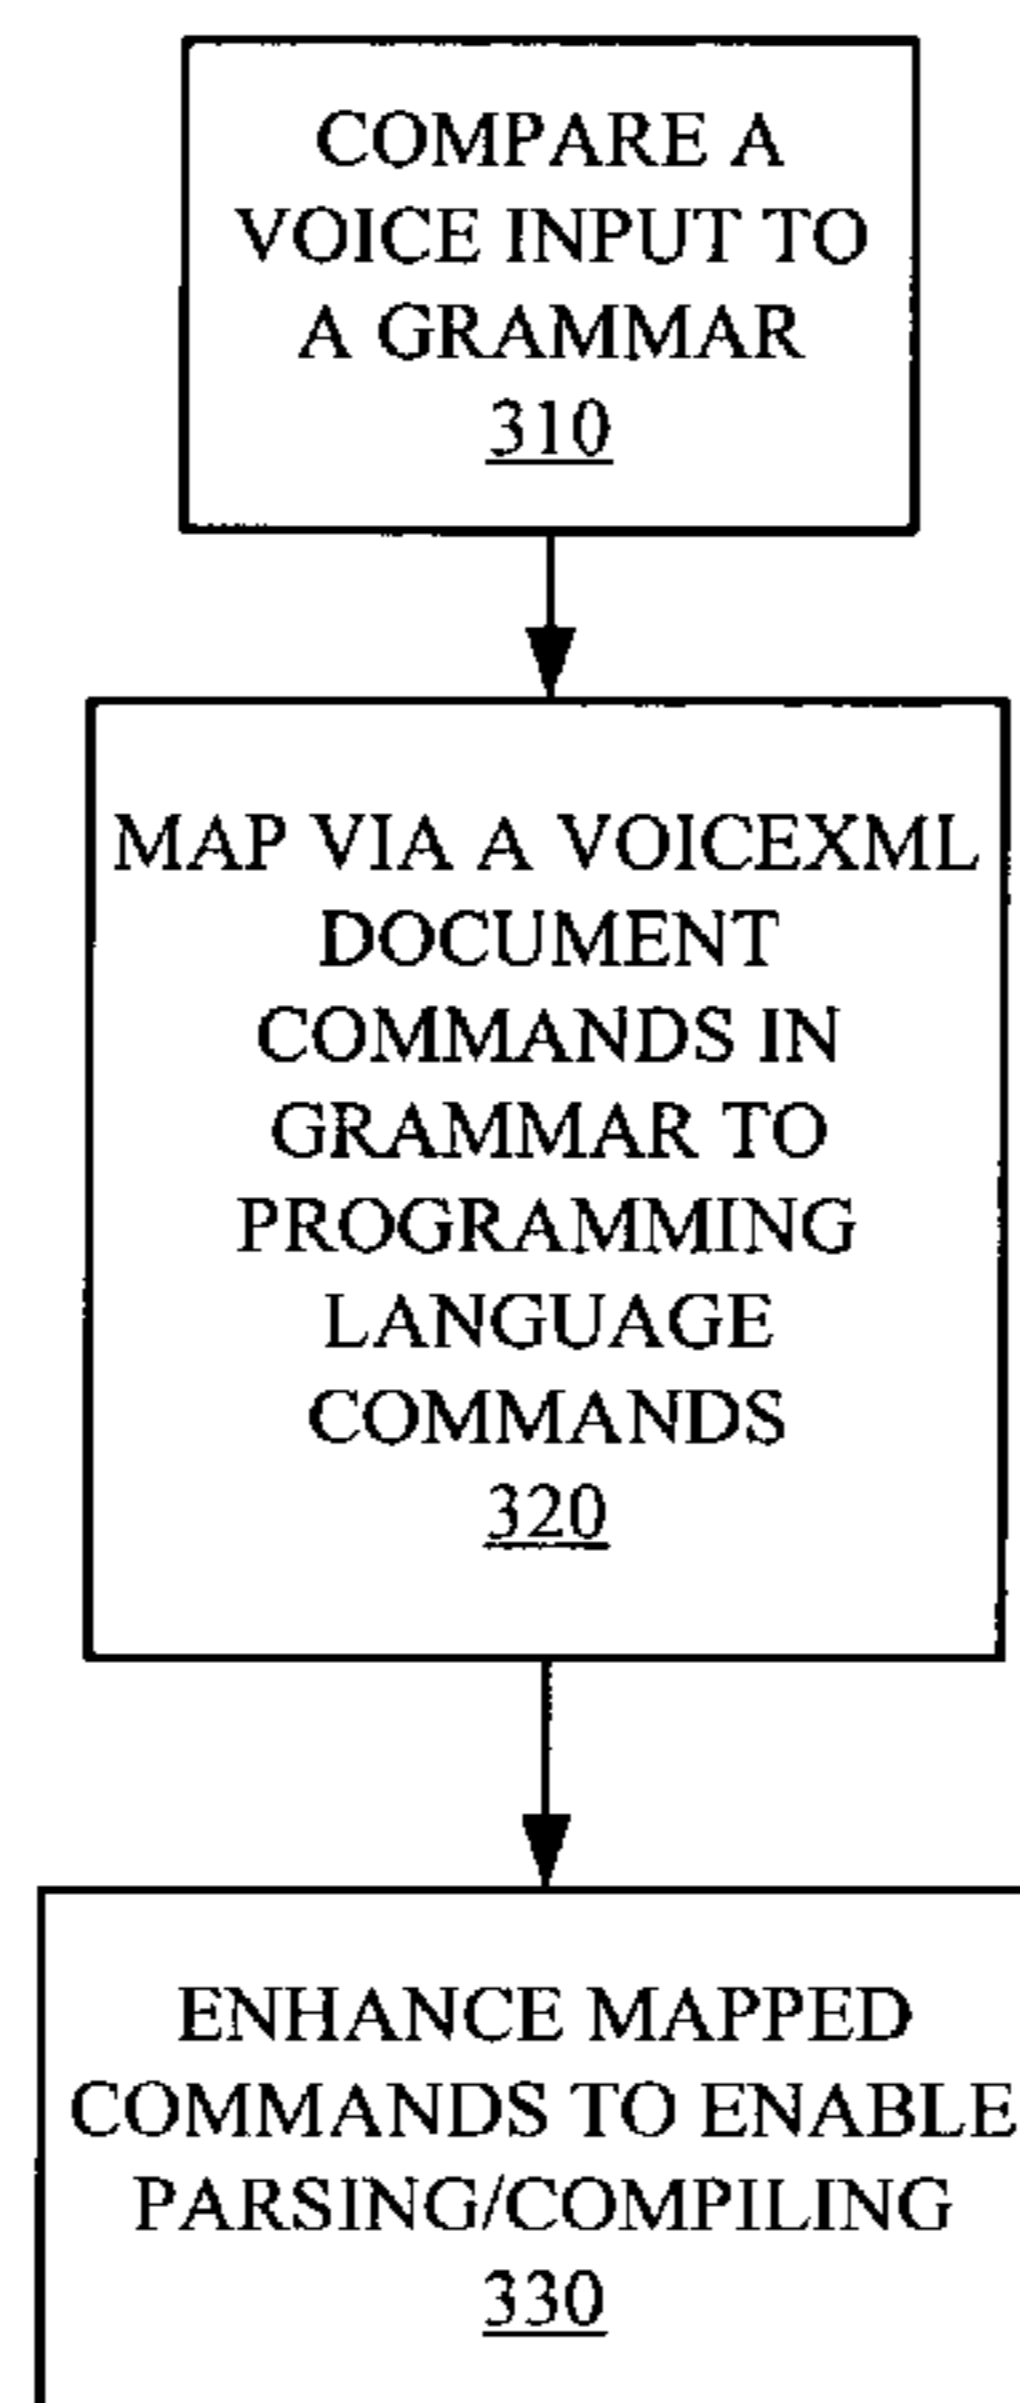 COMPARE A
VOICE INPUT TO
A GRAMMAR
310
MAP VIA A VOICEXML
DOCUMENT
COMMANDS IN
GRAMMAR TO
PROGRAMMING
LANGUAGE
COMMANDS
320
ENHANCE MAPPED
COMMANDS TO ENABLE
PARSING/COMPILING
330